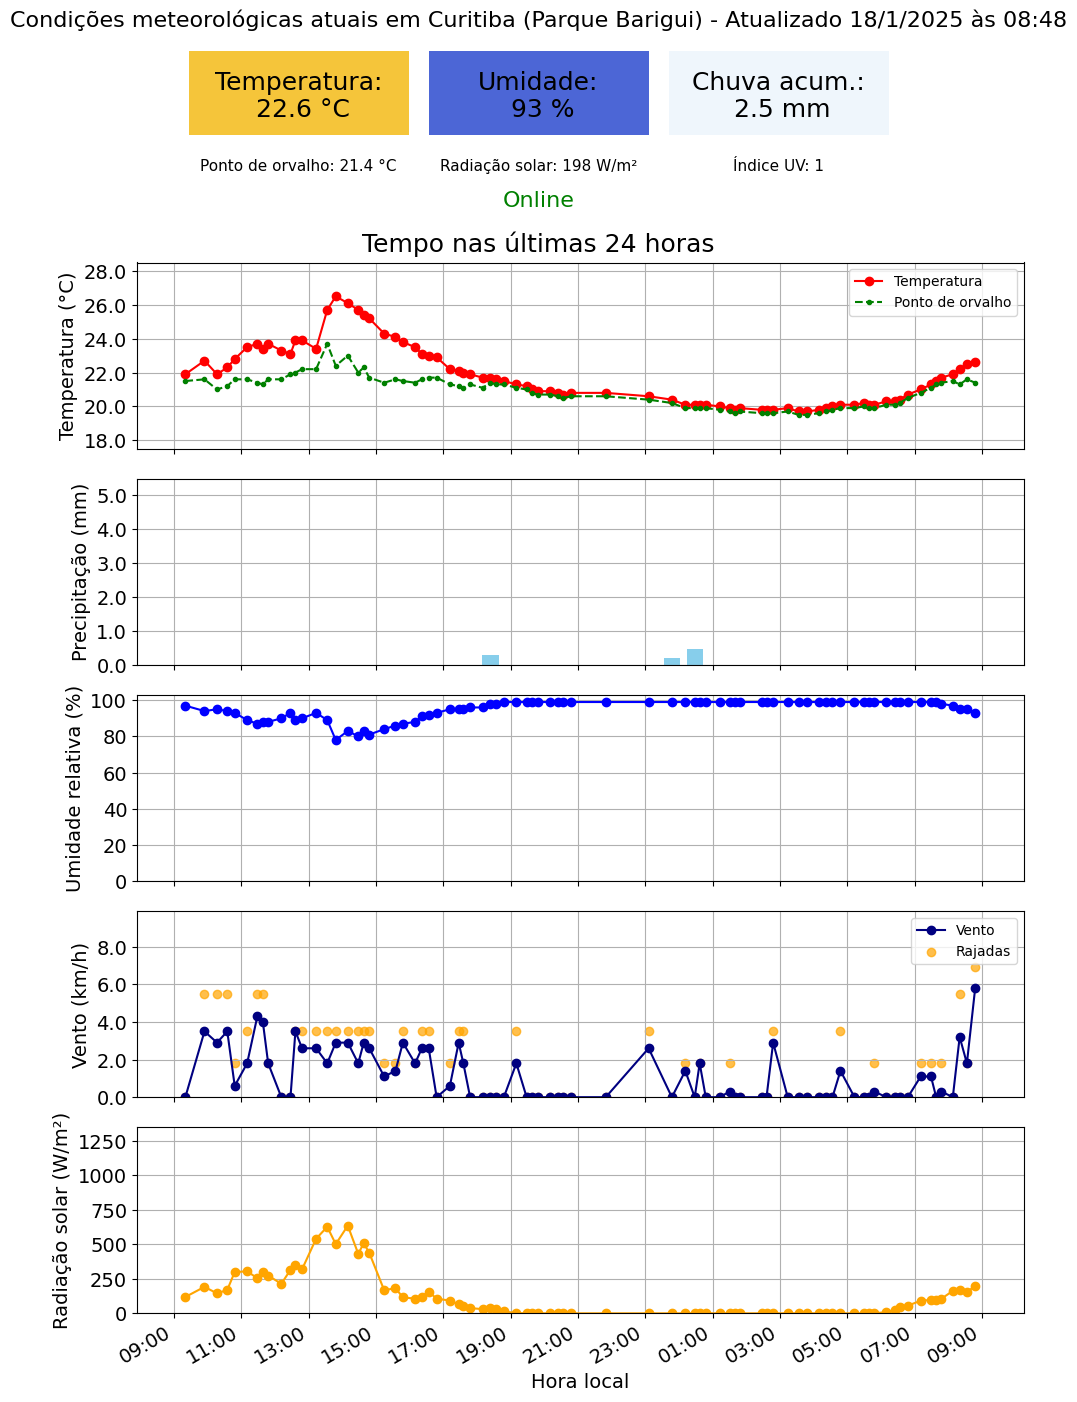 Condições meteorológicas atuais em Curitiba (Parque Barigui) - Atualizado 18/1/2025 às 08:48
Temperatura:
22.6 °C
Umidade:
93 %
Chuva acum.:
2.5 mm
Ponto de orvalho: 21.4 °C
Radiação solar: 198 W/m²
Índice UV: 1
Online
Tempo nas últimas 24 horas
Temperatura (°C)
28.0
26.0
24.0
22.0
20.0
18.0
Temperatura
Ponto de orvalho
Precipitação (mm)
5.0
4.0
3.0
2.0
1.0
0.0
Umidade relativa (%)
100
80
60
40
20
0
Vento (km/h)
8.0
6.0
4.0
2.0
0.0
Vento
Rajadas
Radiação solar (W/m²)
1250
1000
750
500
250
0
09:00
11:00
13:00
15:00
17:00
19:00
21:00
23:00
01:00
03:00
05:00
07:00
09:00
Hora local